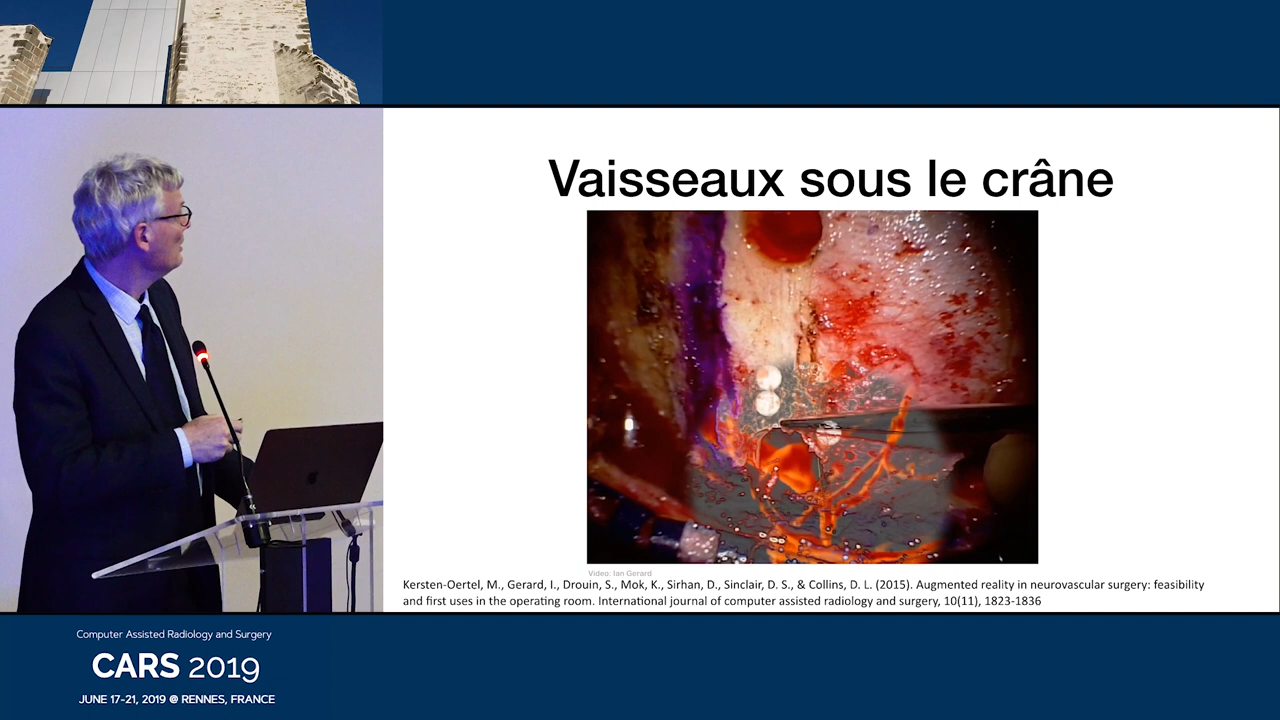 Vaisseaux sous le crâne
Video: Ian Gerard
Kersten-Oertel, M., Gerard, I., Drouin, S., Mok, K., Sirhan, D., Sinclair, D. S., & Collins, D. L. (2015). Augmented reality in neurovascular surgery: feasibility
and first uses in the operating room. International journal of computer assisted radiology and surgery, 10(11), 1823-1836
Computer Assisted Radiology and Surgery
CARS 2019
JUNE 17-21, 2019 @ RENNES, FRANCE